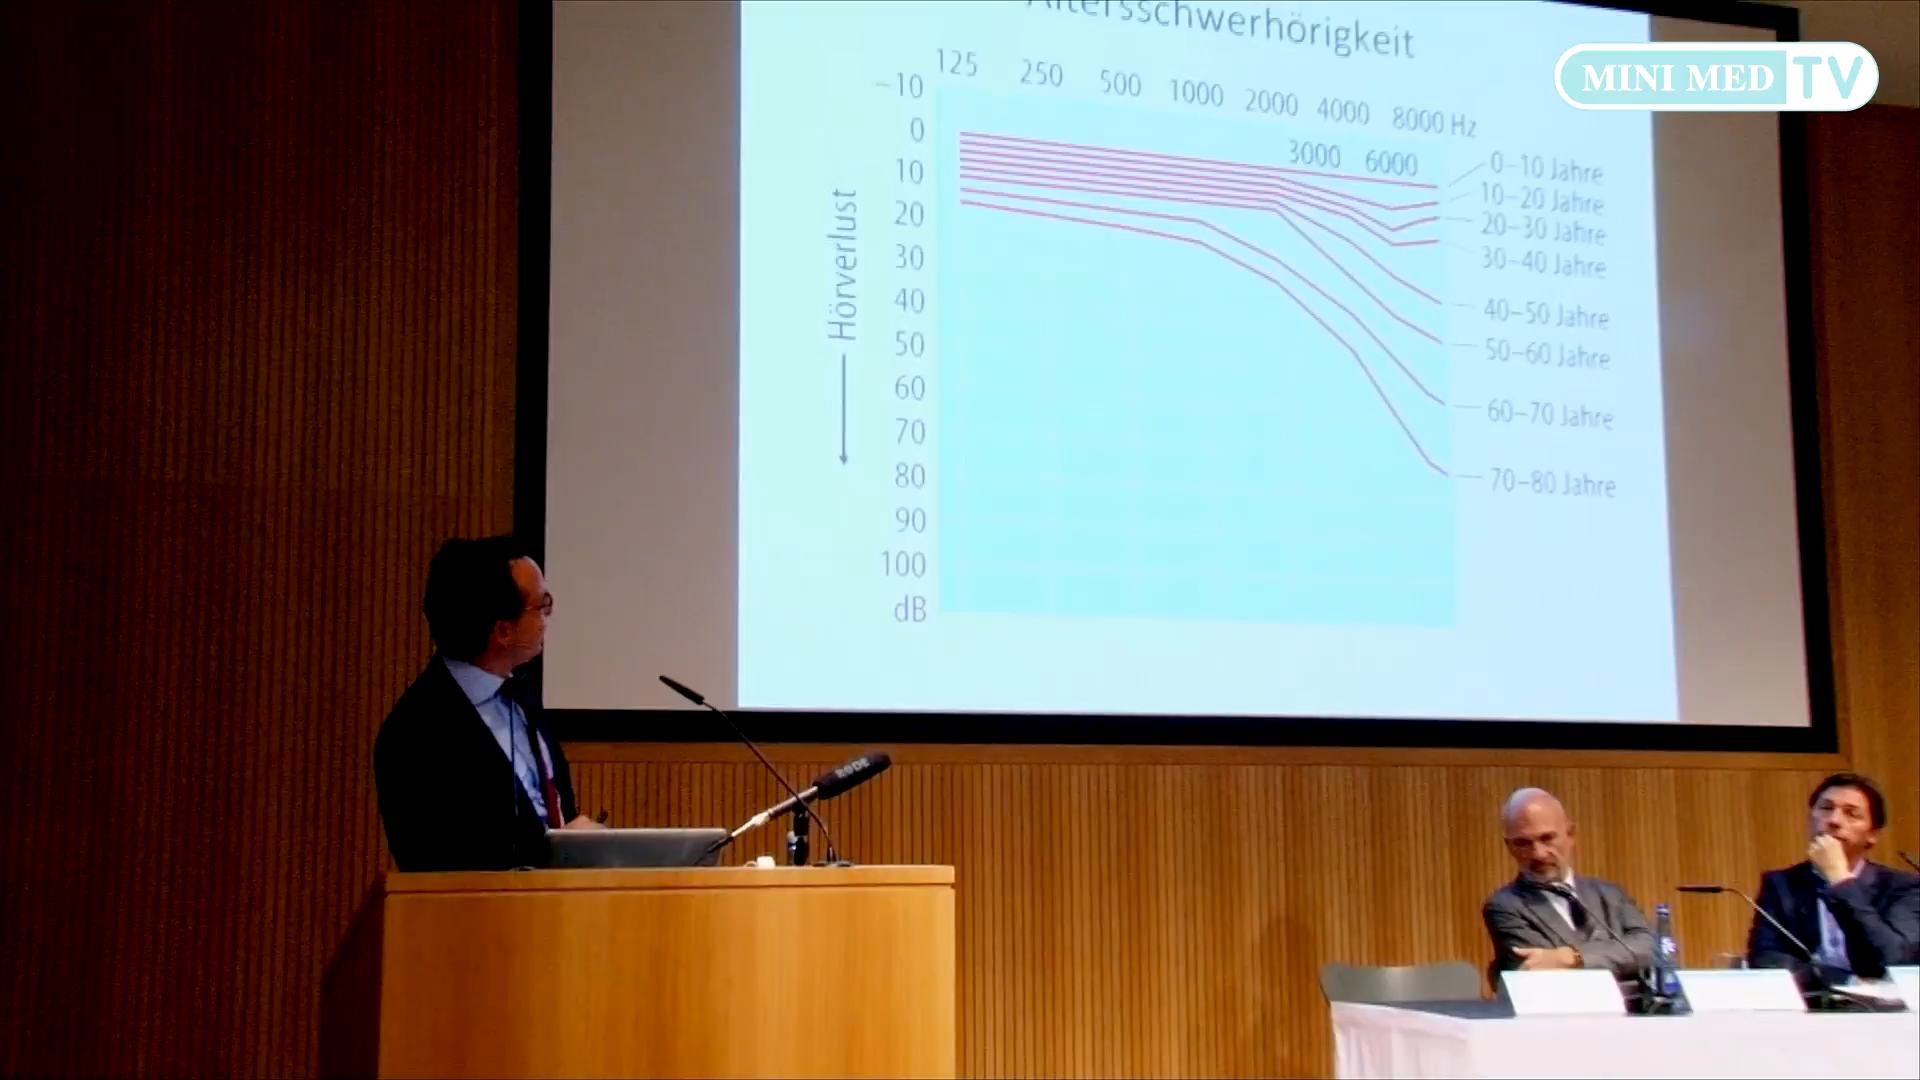 Altersschwerhörigkeit
MINI MED TV
125 250 500 1000 2000 4000 8000 Hz
3000 6000
-10
0
10
20
30
40
50
60
70
80
90
100
dB
Hörverlust
0-10 Jahre
10-20 Jahre
20-30 Jahre
30-40 Jahre
40-50 Jahre
50-60 Jahre
60-70 Jahre
70-80 Jahre
RØDE